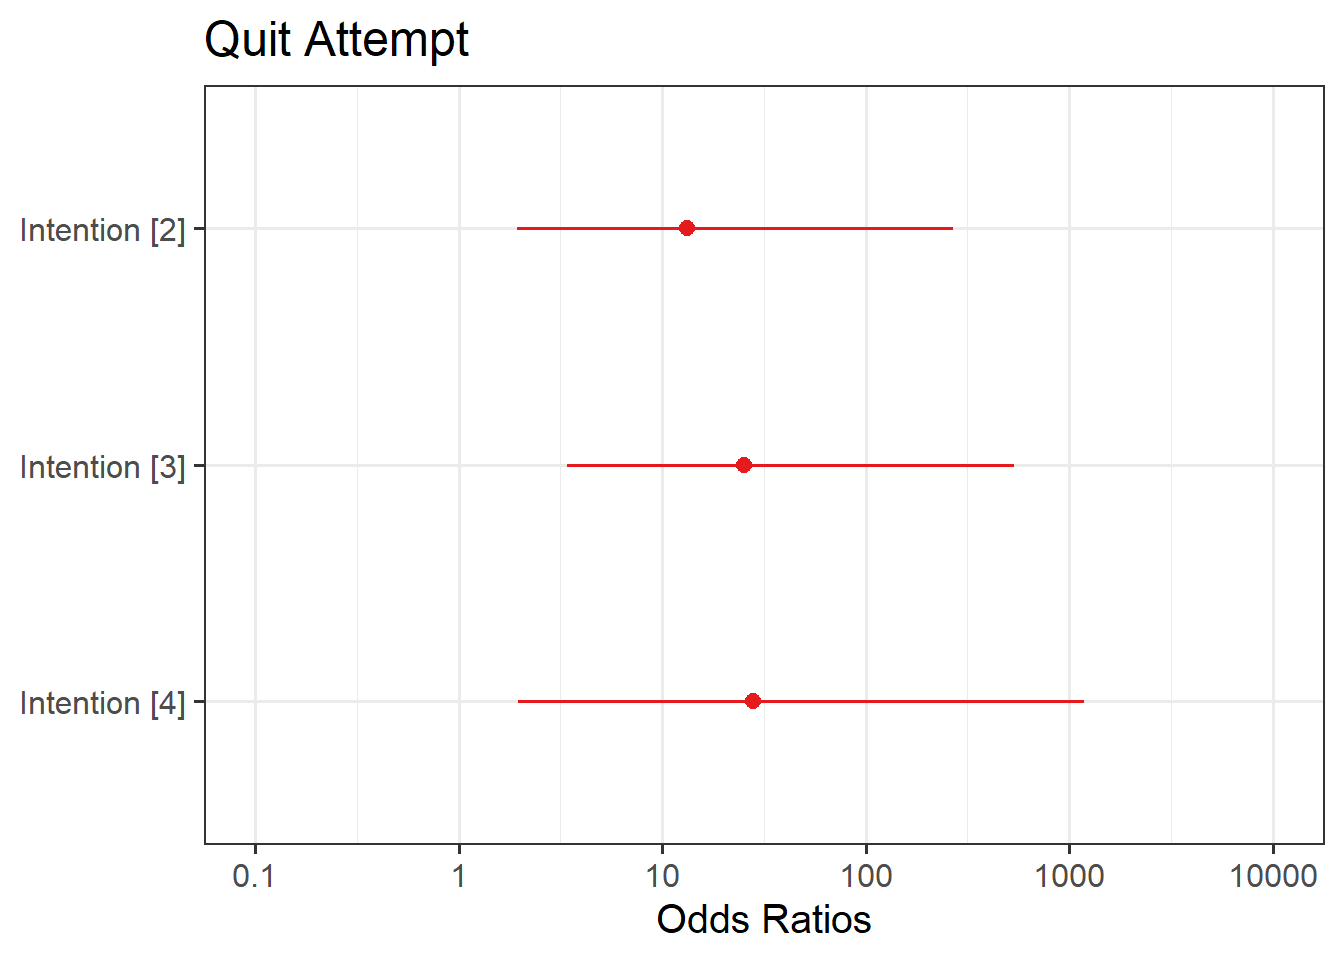 Quit Attempt
Intention [2]
Intention [3]
Intention [4]
0.1 1 10 100 1000 10000
Odds Ratios